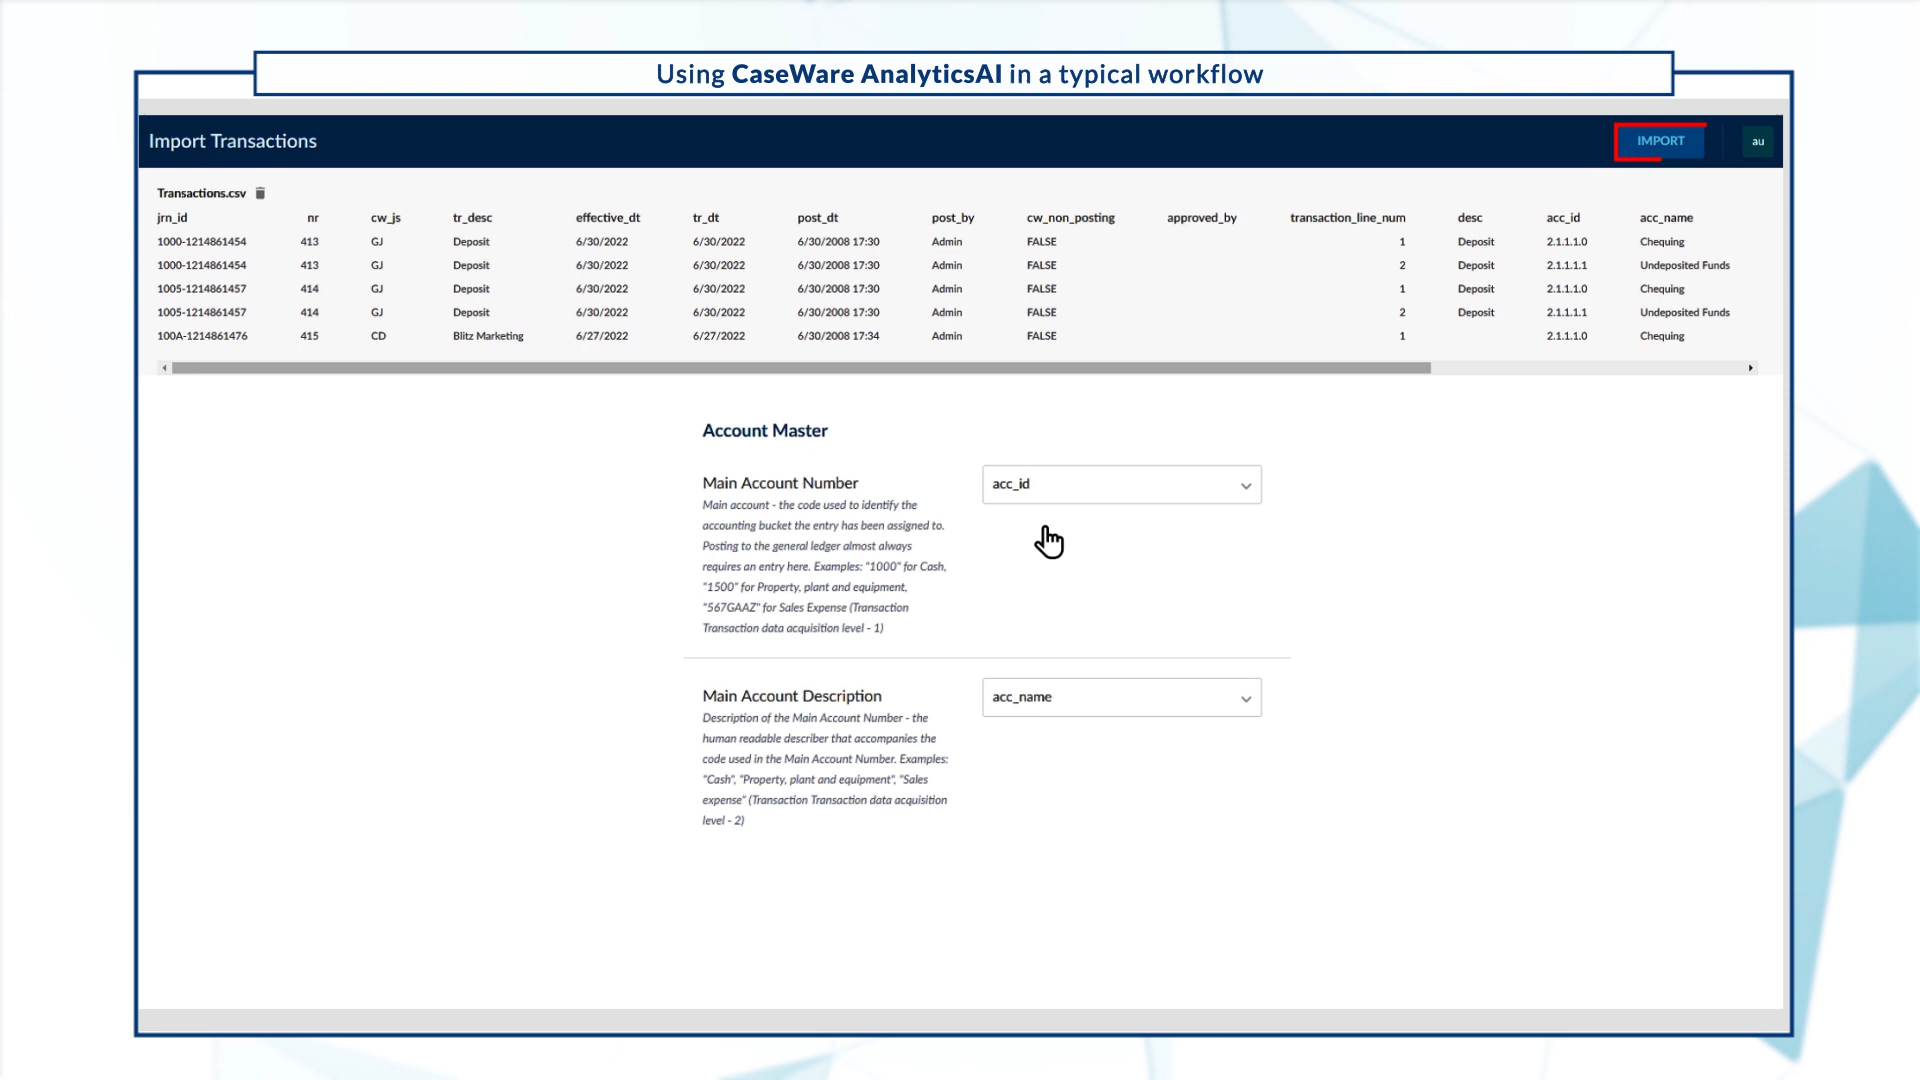 Using CaseWare AnalyticsAI in a typical workflow
Import Transactions
IMPORT
au
Transactions.csv
jrn_id nr cw_js tr_desc effective_dt tr_dt post_dt post_by cw_non_posting approved_by transaction_line_num desc acc_id acc_name
1000-1214861454 413 GJ Deposit 6/30/2022 6/30/2022 6/30/2008 17:30 Admin FALSE 1 Deposit 2.1.1.1.0 Chequing
1000-1214861454 413 GJ Deposit 6/30/2022 6/30/2022 6/30/2008 17:30 Admin FALSE 2 Deposit 2.1.1.1.1 Undeposited Funds
1005-1214861457 414 GJ Deposit 6/30/2022 6/30/2022 6/30/2008 17:30 Admin FALSE 1 Deposit 2.1.1.1.0 Chequing
1005-1214861457 414 GJ Deposit 6/30/2022 6/30/2022 6/30/2008 17:30 Admin FALSE 2 Deposit 2.1.1.1.1 Undeposited Funds
100A-1214861476 415 CD Blitz Marketing 6/27/2022 6/27/2022 6/30/2008 17:34 Admin FALSE 1 2.1.1.1.0 Chequing
Account Master
Main Account Number
acc_id
Main account - the code used to identify the
accounting bucket the entry has been assigned to.
Posting to the general ledger almost always
requires an entry here. Examples: "1000" for Cash,
"1500" for Property, plant and equipment,
"567GAAZ" for Sales Expense (Transaction
Transaction data acquisition level - 1)
Main Account Description
acc_name
Description of the Main Account Number - the
human readable describer that accompanies the
code used in the Main Account Number. Examples:
"Cash", "Property, plant and equipment", "Sales
expense" (Transaction Transaction data acquisition
level - 2)